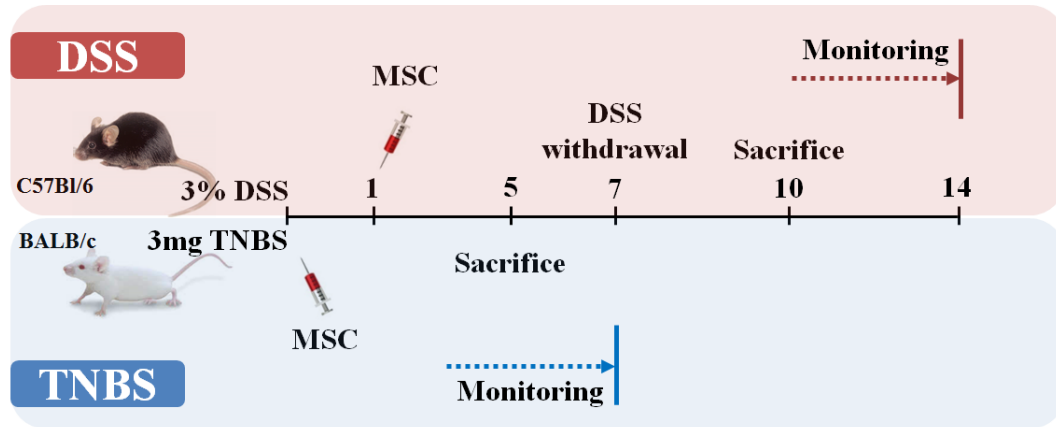 DSS
Monitoring
MSC
DSS
withdrawal
Sacrifice
C57Bl/6
3% DSS
1
5
7
10
14
BALB/c
3mg TNBS
Sacrifice
MSC
TNBS
Monitoring